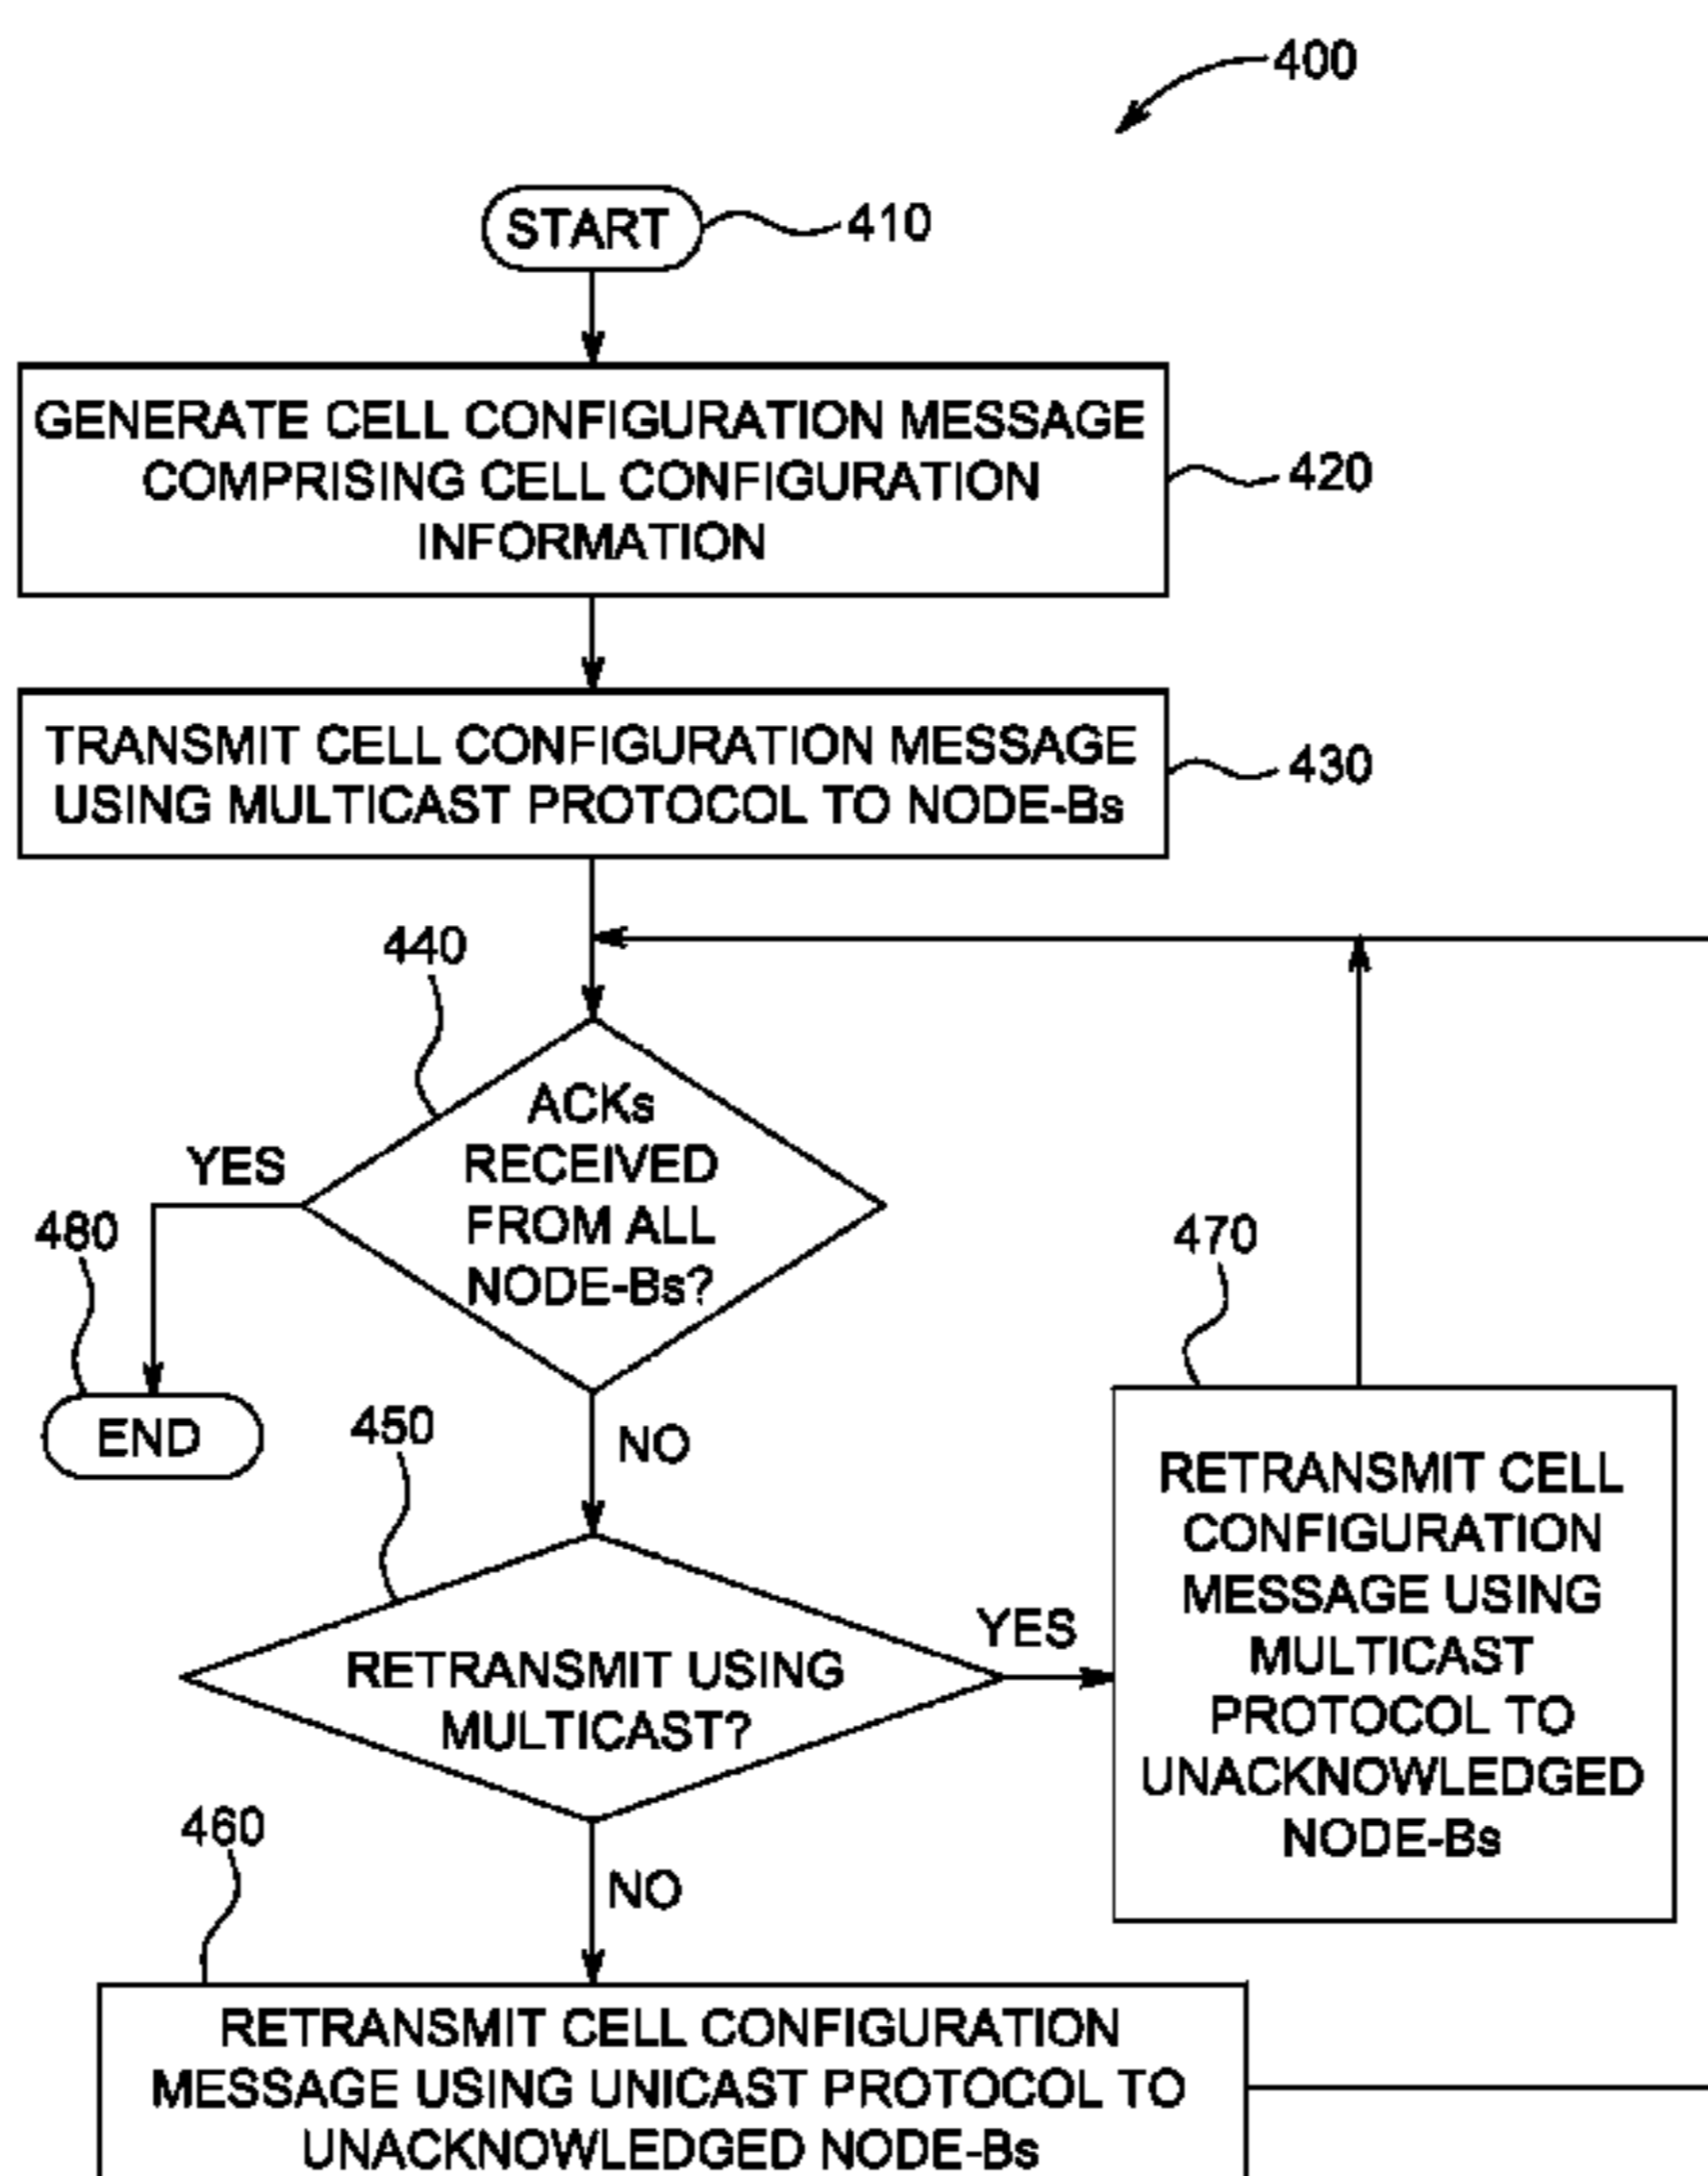 400
START
410
GENERATE CELL CONFIGURATION MESSAGE
COMPRISING CELL CONFIGURATION
INFORMATION
420
TRANSMIT CELL CONFIGURATION MESSAGE
USING MULTICAST PROTOCOL TO NODE-Bs
430
440
ACKs
RECEIVED
FROM ALL
NODE-Bs?
YES
480
END
NO
450
RETRANSMIT USING
MULTICAST?
YES
470
RETRANSMIT CELL
CONFIGURATION
MESSAGE USING
MULTICAST
PROTOCOL TO
UNACKNOWLEDGED
NODE-Bs
NO
460
RETRANSMIT CELL CONFIGURATION
MESSAGE USING UNICAST PROTOCOL TO
UNACKNOWLEDGED NODE-Bs